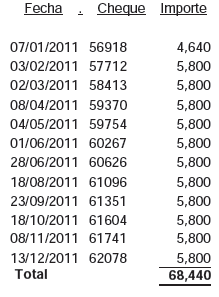 Fecha . Cheque Importe
07/01/2011 56918 4,640
03/02/2011 57712 5,800
02/03/2011 58413 5,800
08/04/2011 59370 5,800
04/05/2011 59754 5,800
01/06/2011 60267 5,800
28/06/2011 60626 5,800
18/08/2011 61096 5,800
23/09/2011 61351 5,800
18/10/2011 61604 5,800
08/11/2011 61741 5,800
13/12/2011 62078 5,800
Total 68,440